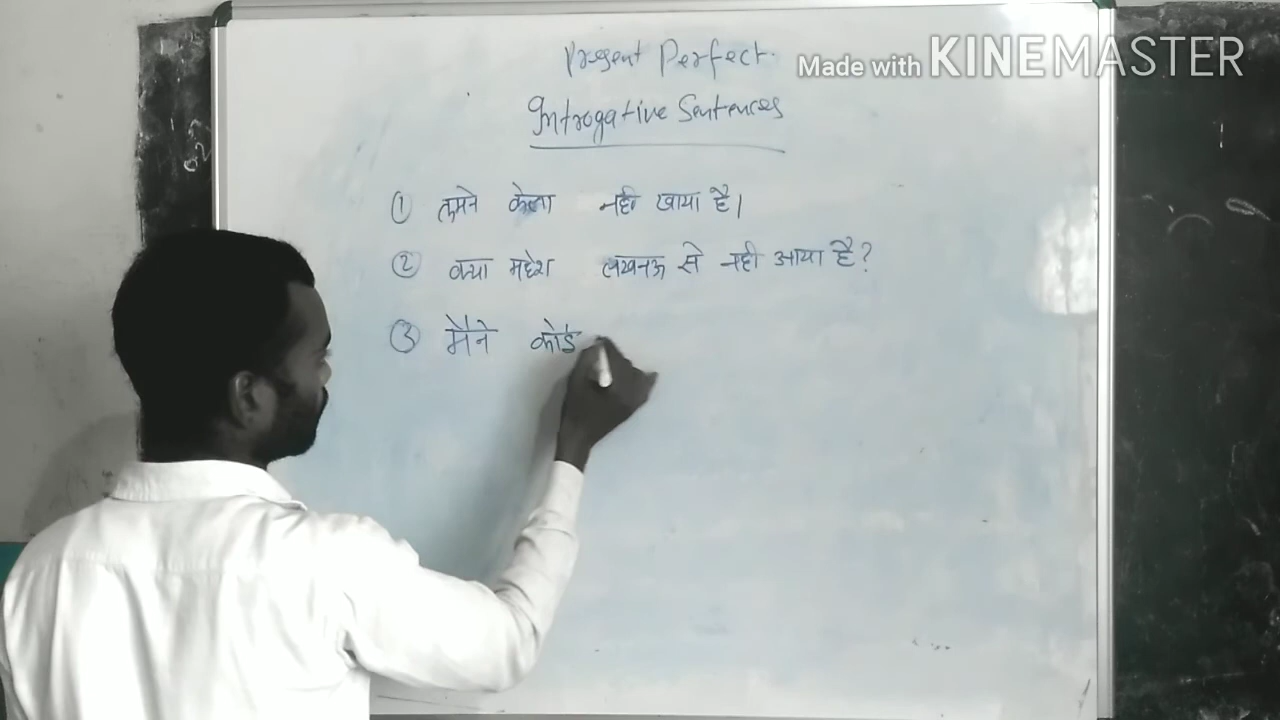 Present Perfect.
Made with KINEMASTER
Introgative Sentences
① तुमने केला नही खाया है।
② क्या महेश लखनऊ से नही आया है?
③ मैने कोई